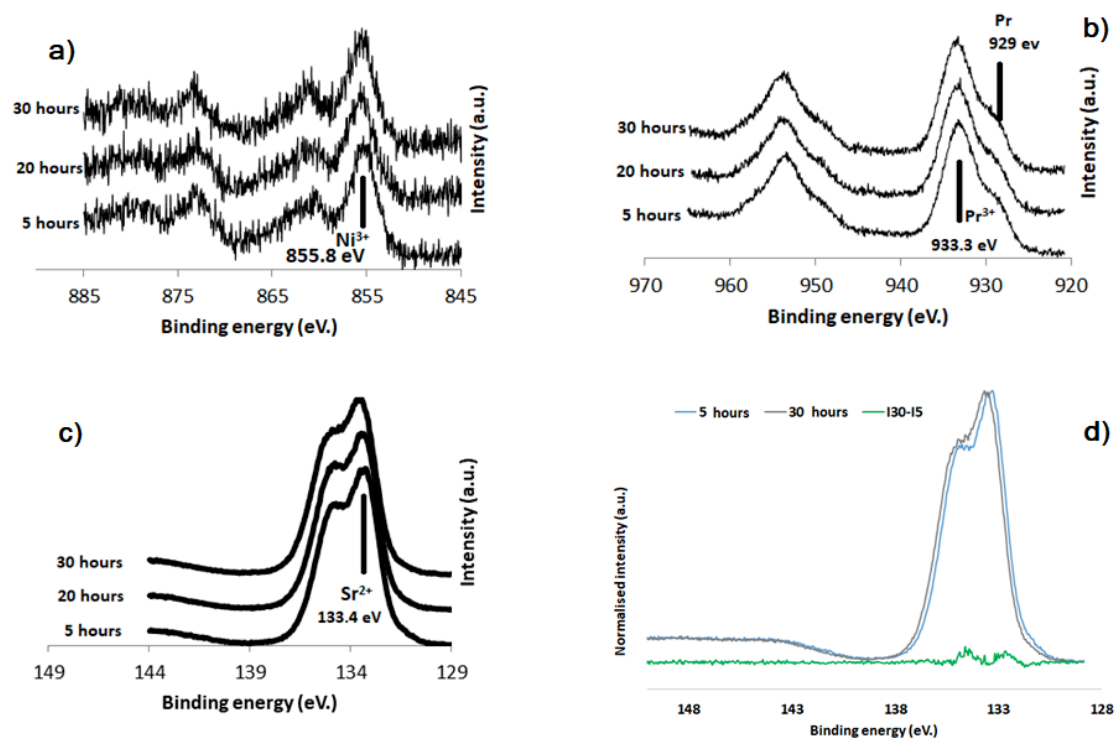 a)
30 hours
20 hours
5 hours
Ni³⁺
855.8 eV
885 875 865 855 845
Binding energy (eV.)
Intensity (a.u.)
b)
Pr
929 ev
30 hours
20 hours
5 hours
Pr³⁺
933.3 eV
970 960 950 940 930 920
Binding energy (eV.)
Intensity (a.u.)
c)
30 hours
20 hours
5 hours
Sr²⁺
133.4 eV
149 144 139 134 129
Binding energy (eV.)
Intensity (a.u.)
d)
5 hours 30 hours I30-I5
Normalised intensity (a.u.)
148 143 138 133 128
Binding energy (eV.)